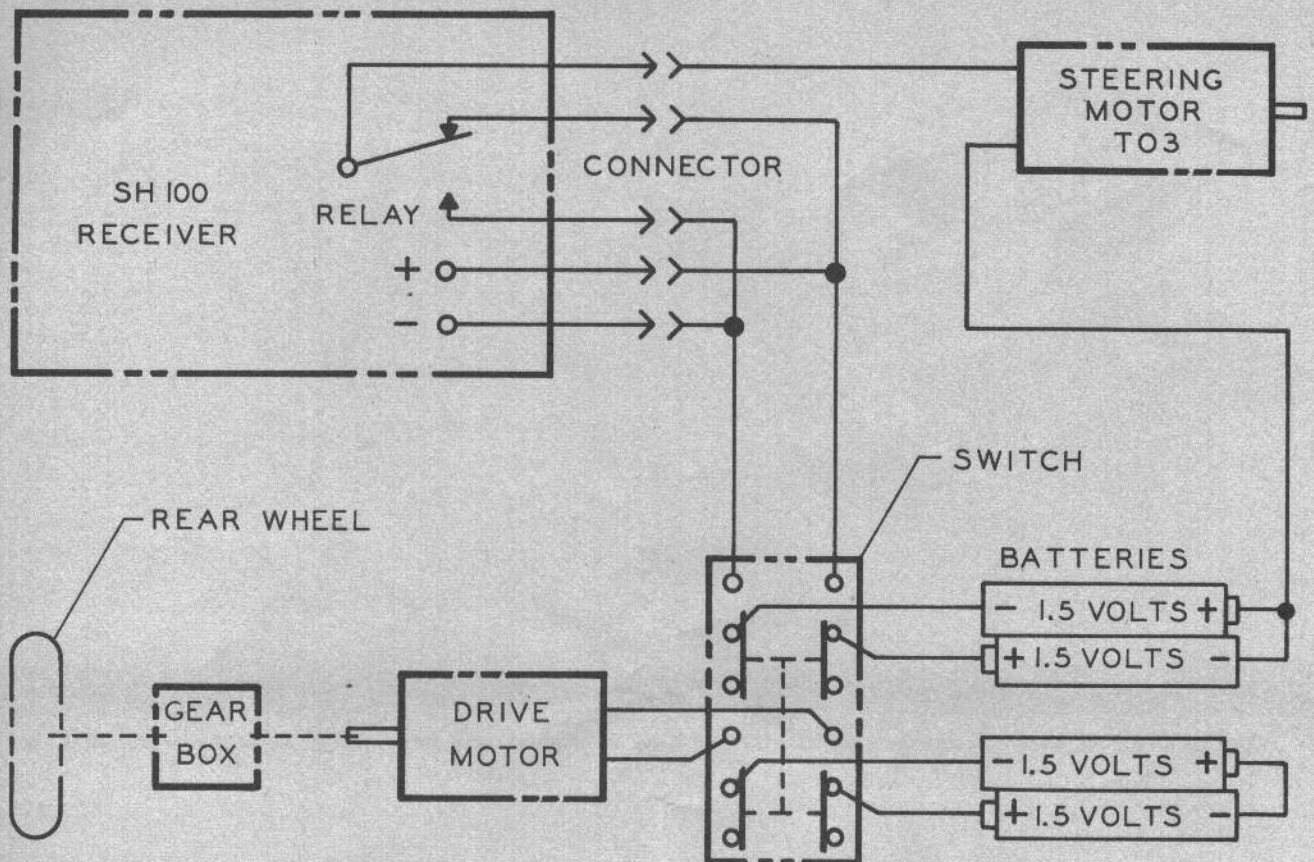 STEERING
MOTOR
TO3
CONNECTOR
SH 100
RECEIVER
RELAY
+
-
SWITCH
REAR WHEEL
BATTERIES
- 1.5 VOLTS +
+ 1.5 VOLTS -
GEAR
BOX
DRIVE
MOTOR
- 1.5 VOLTS +
+ 1.5 VOLTS -